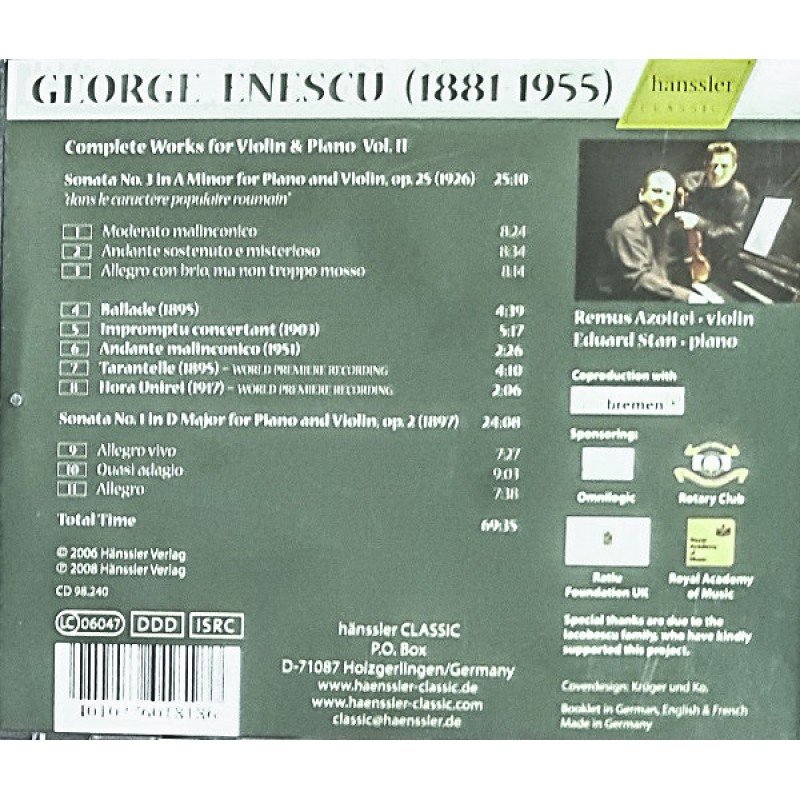 GEORGE ENESCU (1881-1955)
hänssler
CLASSIC
Complete Works for Violin & Piano Vol. II
Sonata No. 3 in A Minor for Piano and Violin, op. 25 (1926) 25:10
"dans le caractère populaire roumain"
1 Moderato malinconico 8:24
2 Andante sostenuto e misterioso 8:34
3 Allegro con brio, ma non troppo mosso 8:14
4 Ballade (1895) 4:39
5 Impromptu concertant (1903) 5:17
6 Andante malinconico (1951) 2:26
7 Tarantelle (1895) – WORLD PREMIERE RECORDING 4:10
8 Hora Unirei (1917) – WORLD PREMIERE RECORDING 2:06
Sonata No. 1 in D Major for Piano and Violin, op. 2 (1897) 24:08
9 Allegro vivo 7:27
10 Quasi adagio 9:03
11 Allegro 7:38
Total Time 69:35
© 2006 Hänssler Verlag
℗ 2008 Hänssler Verlag
CD 98.240
LC 06047 DDD ISRC
hänssler CLASSIC
P.O. Box
D-71087 Holzgerlingen/Germany
www.haenssler-classic.de
www.haenssler-classic.com
classic@haenssler.de
Remus Azoitei · violin
Eduard Stan · piano
Coproduction with
bremen
Sponsoring:
Omnilogic
Rotary Club
Ratiu
Foundation UK
Royal Academy
of Music
Special thanks are due to the
Iacobescu family, who have kindly
supported this project.
Coverdesign: Krüger und Ko.
Booklet in German, English & French
Made in Germany